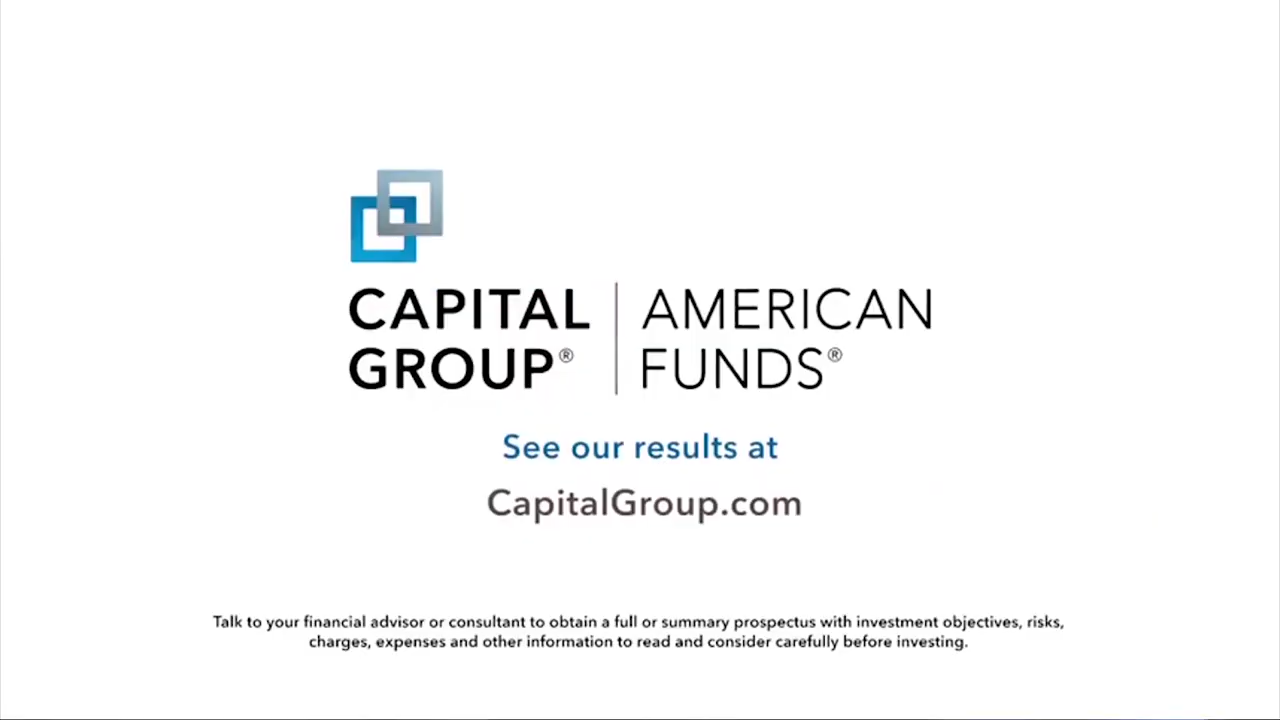 CAPITAL
GROUP®
AMERICAN
FUNDS®
See our results at
CapitalGroup.com
Talk to your financial advisor or consultant to obtain a full or summary prospectus with investment objectives, risks,
charges, expenses and other information to read and consider carefully before investing.